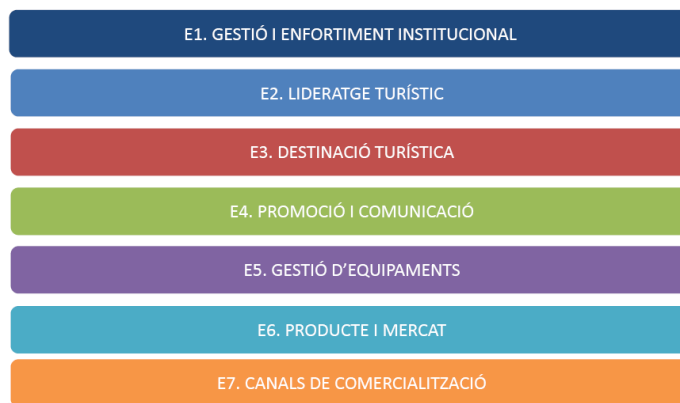 E1. GESTIÓ I ENFORTIMENT INSTITUCIONAL
E2. LIDERATGE TURÍSTIC
E3. DESTINACIÓ TURÍSTICA
E4. PROMOCIÓ I COMUNICACIÓ
E5. GESTIÓ D'EQUIPAMENTS
E6. PRODUCTE I MERCAT
E7. CANALS DE COMERCIALITZACIÓ